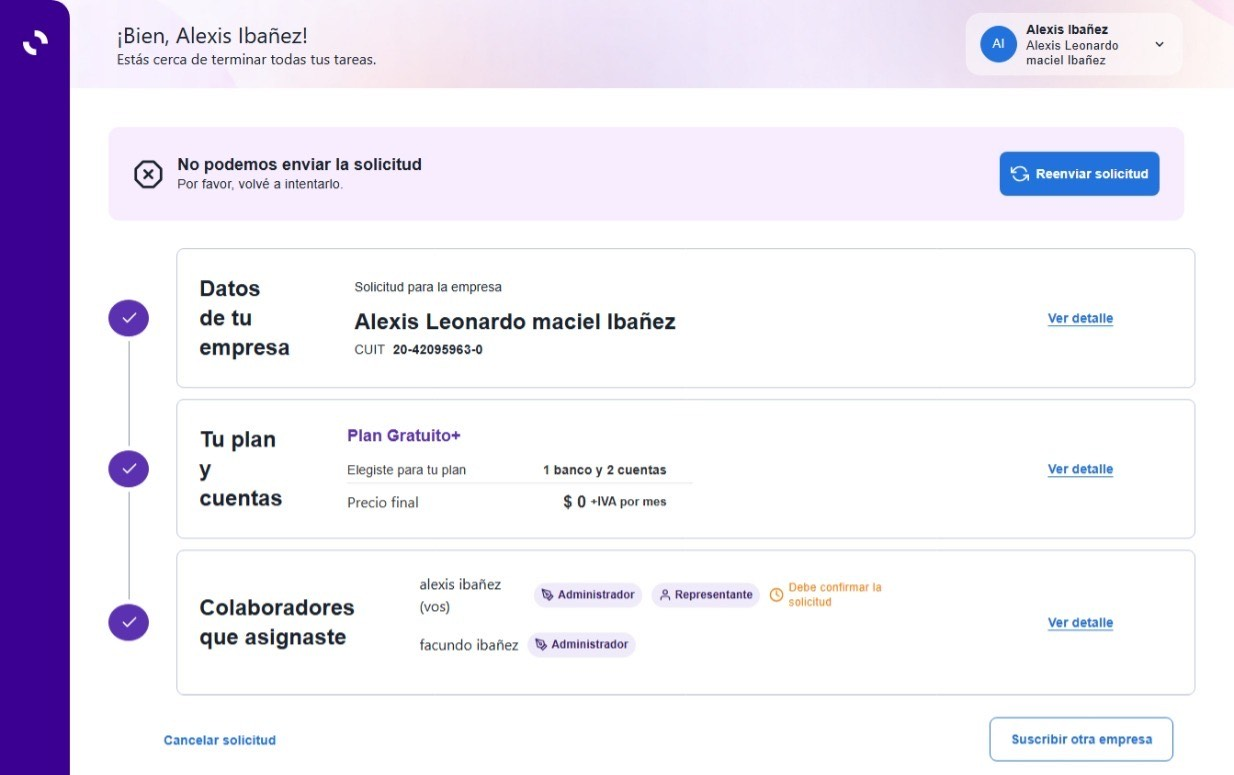 ¡Bien, Alexis Ibañez!
Estás cerca de terminar todas tus tareas.
AI
Alexis Ibañez
Alexis Leonardo
maciel Ibañez
No podemos enviar la solicitud
Por favor, volvé a intentarlo.
Reenviar solicitud
Datos
de tu
empresa
Solicitud para la empresa
Alexis Leonardo maciel Ibañez
CUIT 20-42095963-0
Ver detalle
Tu plan
y
cuentas
Plan Gratuito+
Elegiste para tu plan 1 banco y 2 cuentas
Precio final $ 0 +IVA por mes
Ver detalle
Colaboradores
que asignaste
alexis ibañez
(vos)
Administrador
Representante
Debe confirmar la
solicitud
facundo ibañez
Administrador
Ver detalle
Cancelar solicitud
Suscribir otra empresa